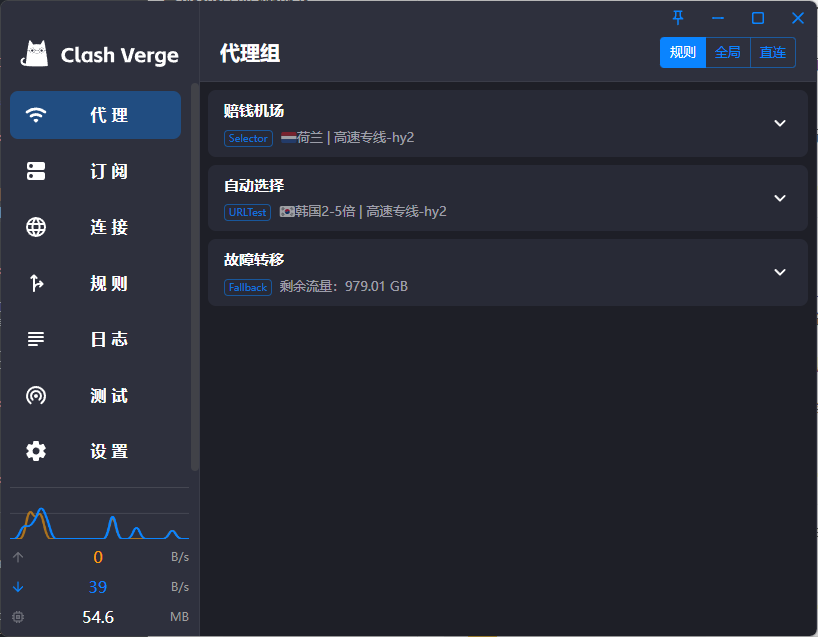 Clash Verge
代理
订阅
连接
规则
日志
测试
设置
0 B/s
39 B/s
54.6 MB
代理组
规则 全局 直连
赔钱机场
Selector 荷兰 | 高速专线-hy2
自动选择
URLTest 韩国2-5倍 | 高速专线-hy2
故障转移
Fallback 剩余流量：979.01 GB